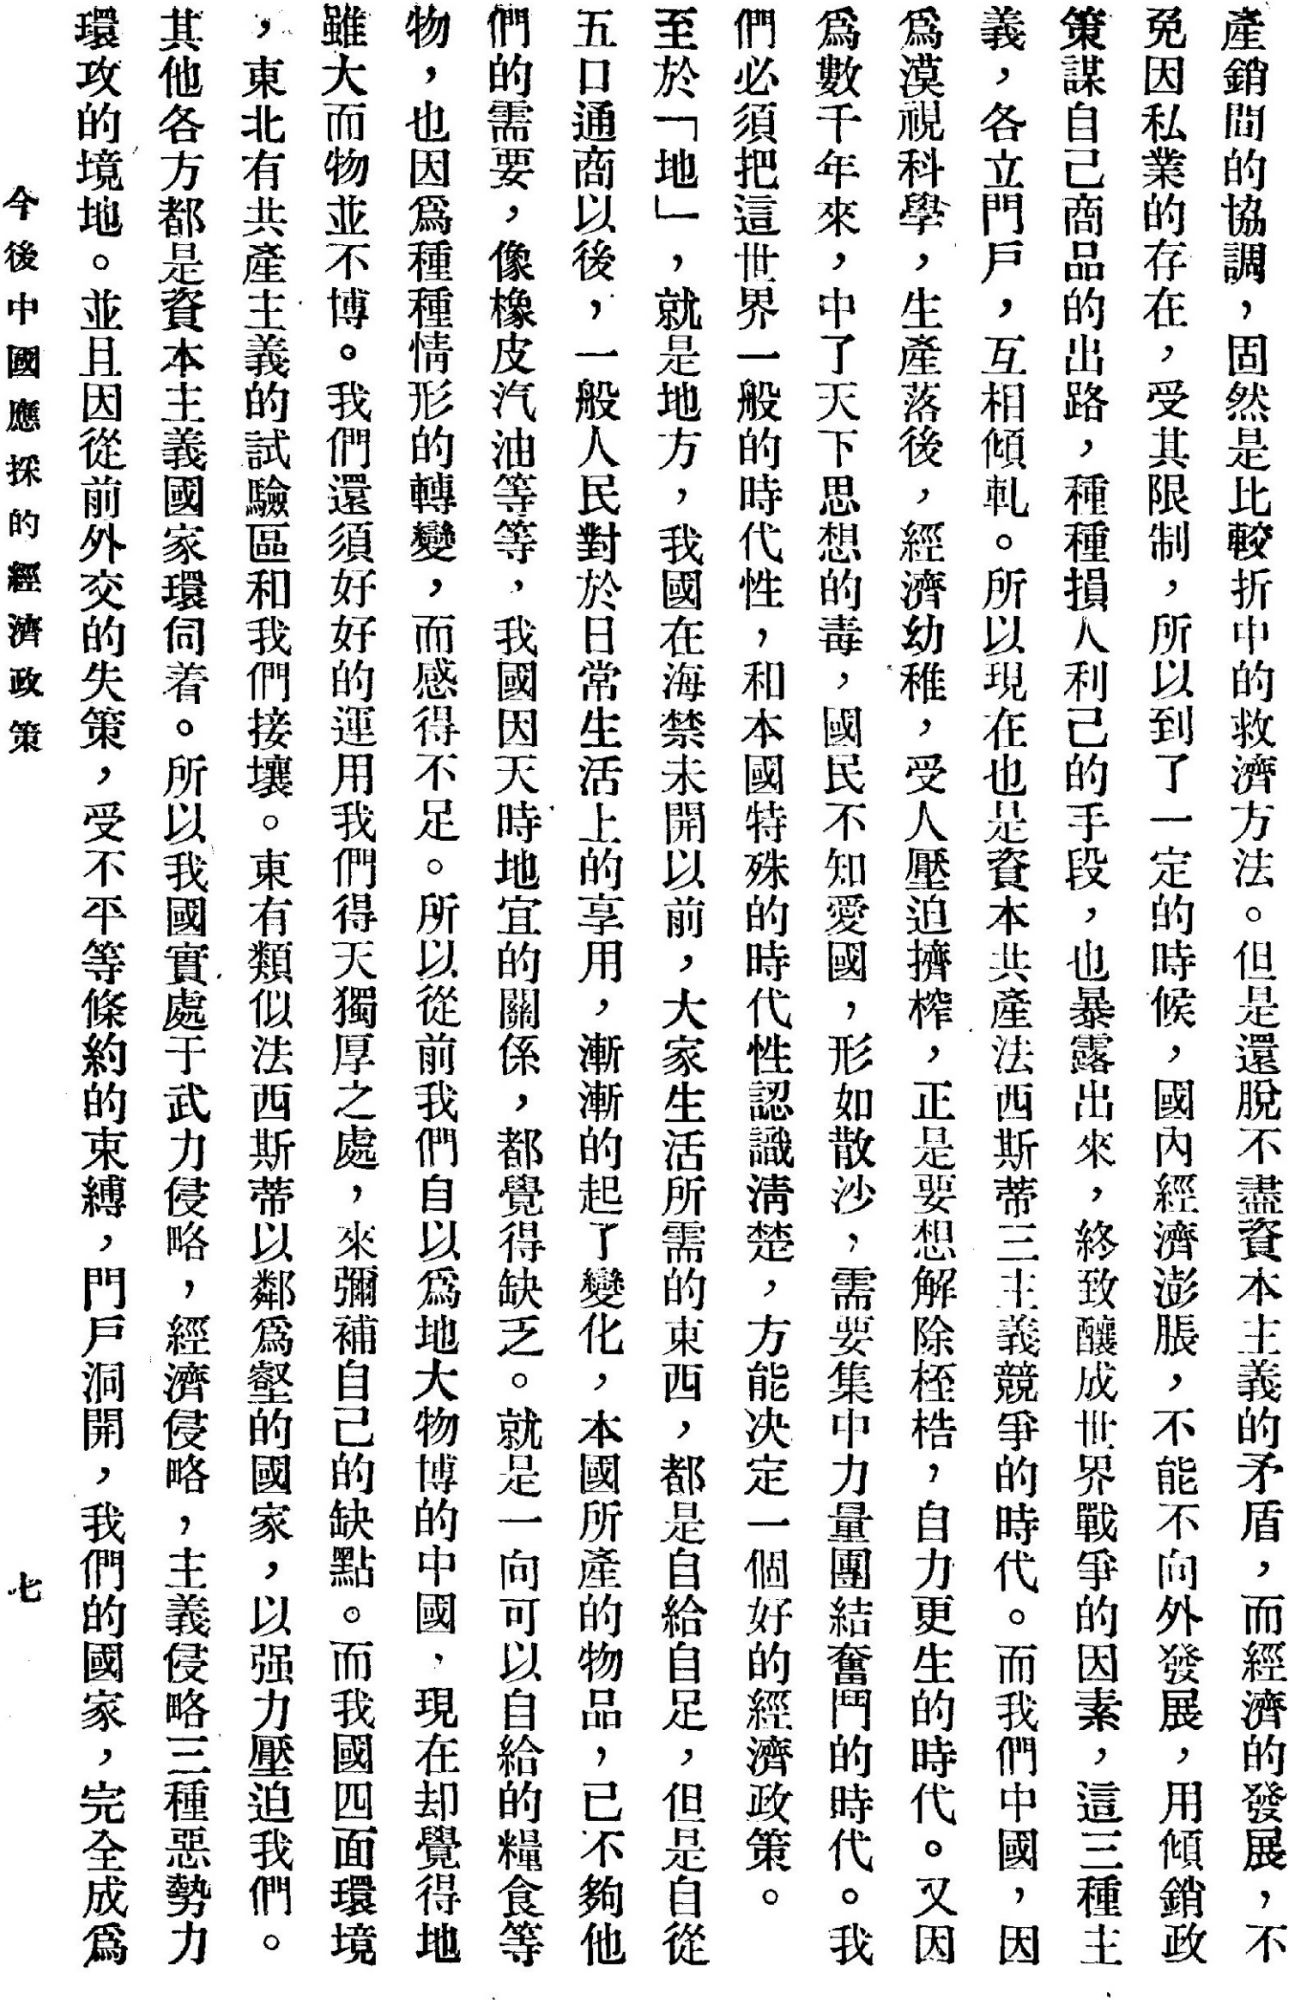 產銷間的協調，固然是比較折中的救濟方法。但是還脫不盡資本主義的矛盾，而經濟的發展，不
免因私業的存在，受其限制，所以到了一定的時候，國內經濟澎脹，不能不向外發展，用傾銷政
策謀自己商品的出路，種種損人利己的手段，也暴露出來，終致釀成世界戰爭的因素，這三種主
義，各立門戶，互相傾軋。所以現在也是資本共產法西斯蒂三主義競爭的時代。而我們中國，因
為漠視科學，生產落後，經濟幼稚，受人壓迫擠榨，正是要想解除桎梏，自力更生的時代。又因
為數千年來，中了天下思想的毒，國民不知愛國，形如散沙，需要集中力量團結奮鬥的時代。我
們必須把這世界一般的時代性，和本國特殊的時代性認識清楚，方能決定一個好的經濟政策。
至於「地」，就是地方，我國在海禁未開以前，大家生活所需的東西，都是自給自足，但是自從
五口通商以後，一般人民對於日常生活上的享用，漸漸的起了變化，本國所產的物品，已不夠他
們的需要，像橡皮汽油等等，我國因天時地宜的關係，都覺得缺乏。就是一向可以自給的糧食等
物，也因爲種種情形的轉變，而感得不足。所以從前我們自以爲地大物博的中國，現在却覺得地
雖大而物並不博。我們還須好好的運用我們得天獨厚之處，來彌補自己的缺點。而我國四面環境
，東北有共產主義的試驗區和我們接壤。東有類似法西斯蒂以鄰爲壑的國家，以强力壓迫我們。
其他各方都是資本主義國家環伺着。所以我國實處于武力侵略，經濟侵略，主義侵略三種惡勢力
環攻的境地。並且因從前外交的失策，受不平等條約的束縛，門戶洞開，我們的國家，完全成爲
今後中國應採的經濟政策
七